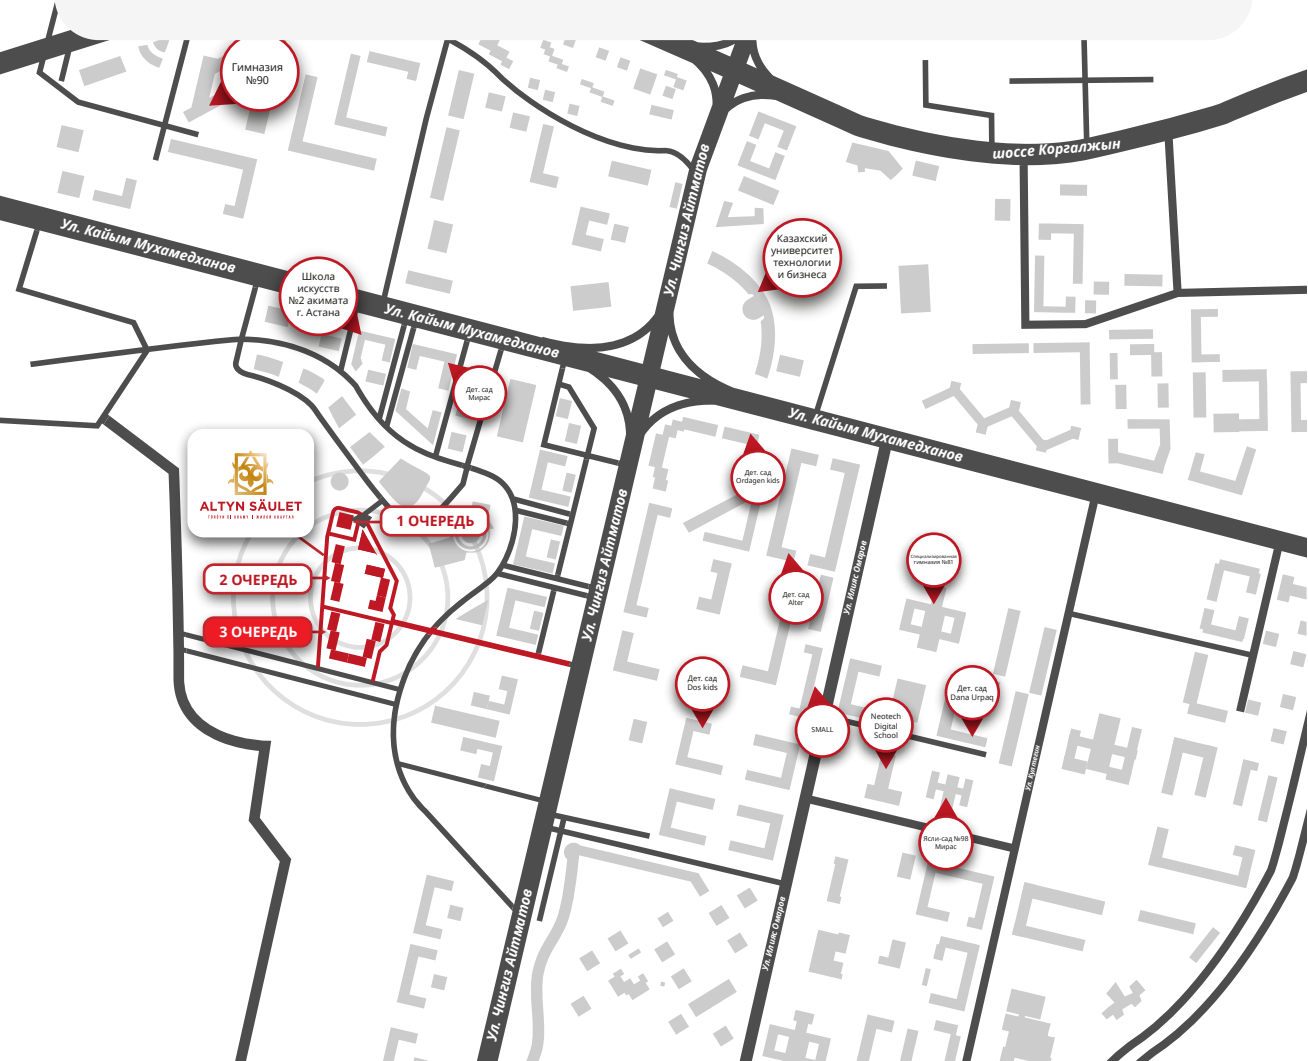 Гимназия
№90
шоссе Коргалжын
Ул. Чингиз Айтматов
Ул. Кайым Мухамедханов
Казахский
университет
технологии
и бизнеса
Школа
искусств
№2 акимата
г. Астана
Ул. Кайым Мухамедханов
Дет. сад
Мирас
Ул. Кайым Мухамедханов
Дет. сад
Ordagen kids
ALTYN SÄULET
1 ОЧЕРЕДЬ
2 ОЧЕРЕДЬ
3 ОЧЕРЕДЬ
Ул. Чингиз Айтматов
Ул. Илияс Омаров
Специализированная
гимназия №81
Дет. сад
Alter
Дет. сад
Dos kids
Дет. сад
Dana Urpaq
SMALL
Neotech
Digital
School
Ул. Култегин
Ясли-сад №98
Мирас
Ул. Чингиз Айтматов
Ул. Илияс Омаров